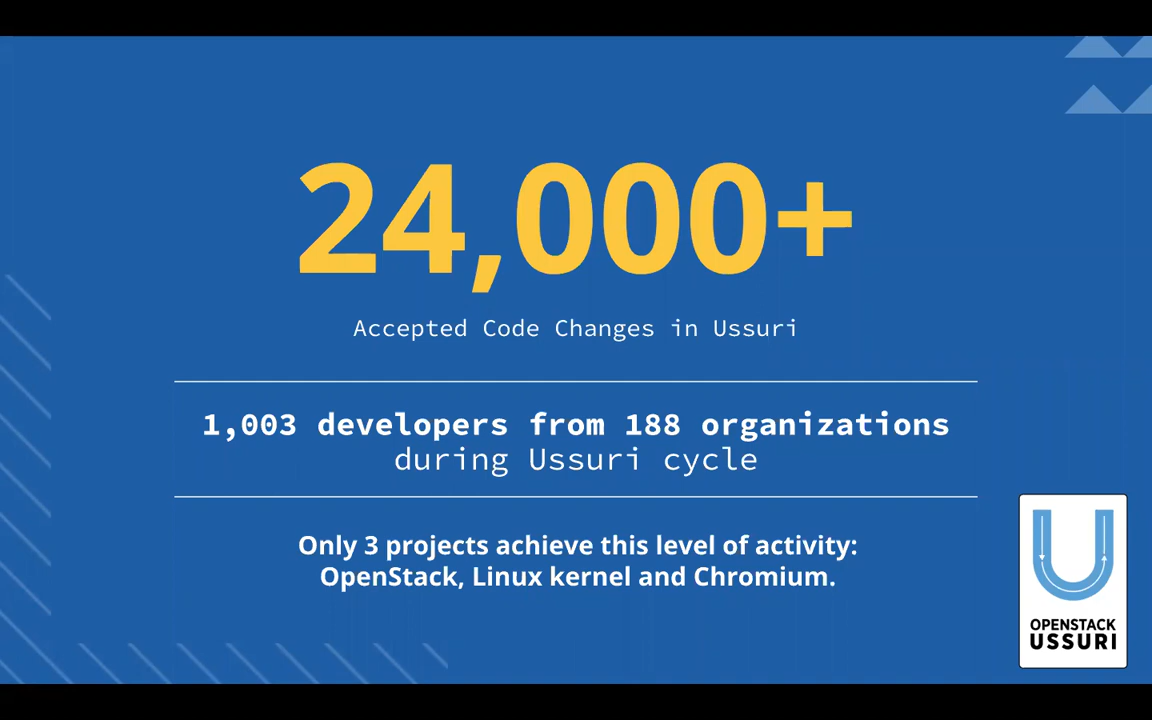 24,000+
Accepted Code Changes in Ussuri
1,003 developers from 188 organizations
during Ussuri cycle
Only 3 projects achieve this level of activity:
OpenStack, Linux kernel and Chromium.
OPENSTACK
USSURI